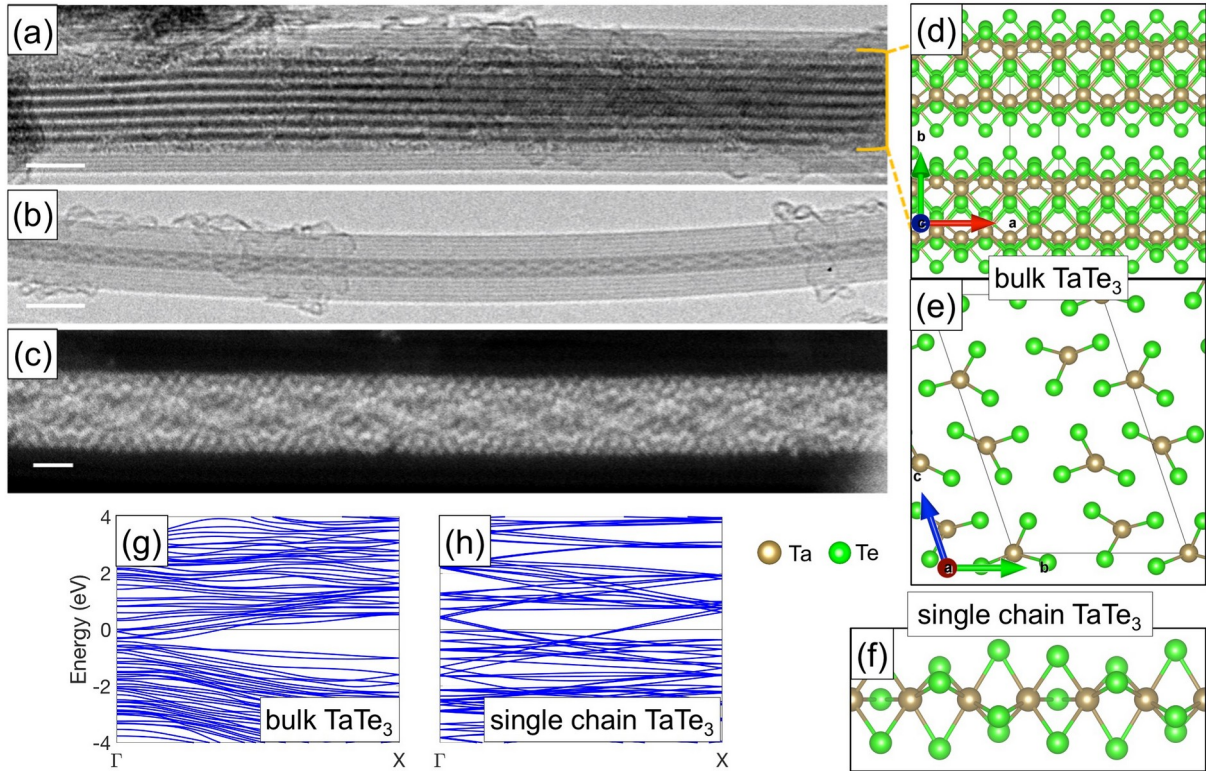 (a)
(b)
(c)
(d)
b
c
a
bulk TaTe3
(e)
c
a
b
(g)
4
2
0
-2
-4
Energy (eV)
bulk TaTe3
Γ
X
(h)
single chain TaTe3
Γ
X
Ta
Te
single chain TaTe3
(f)